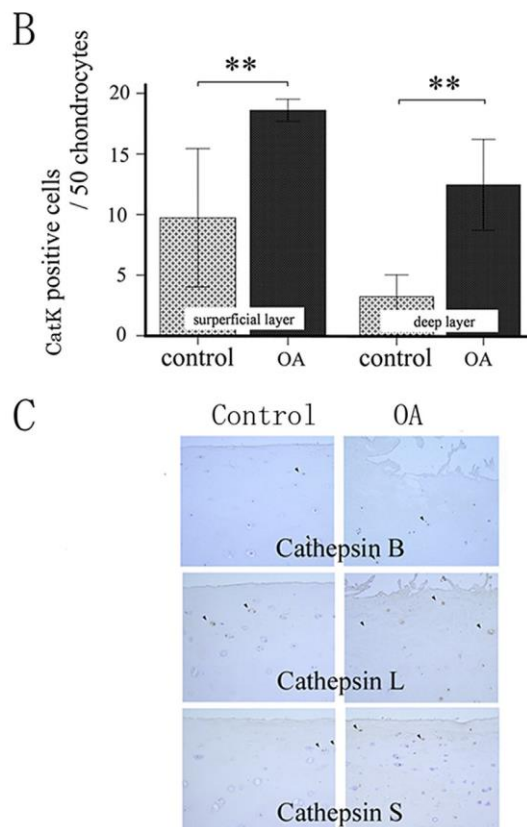 B
CatK positive cells
/ 50 chondrocytes
20
15
10
5
0
**
**
surperficial layer
deep layer
control
OA
control
OA
C
Control
OA
Cathepsin B
Cathepsin L
Cathepsin S